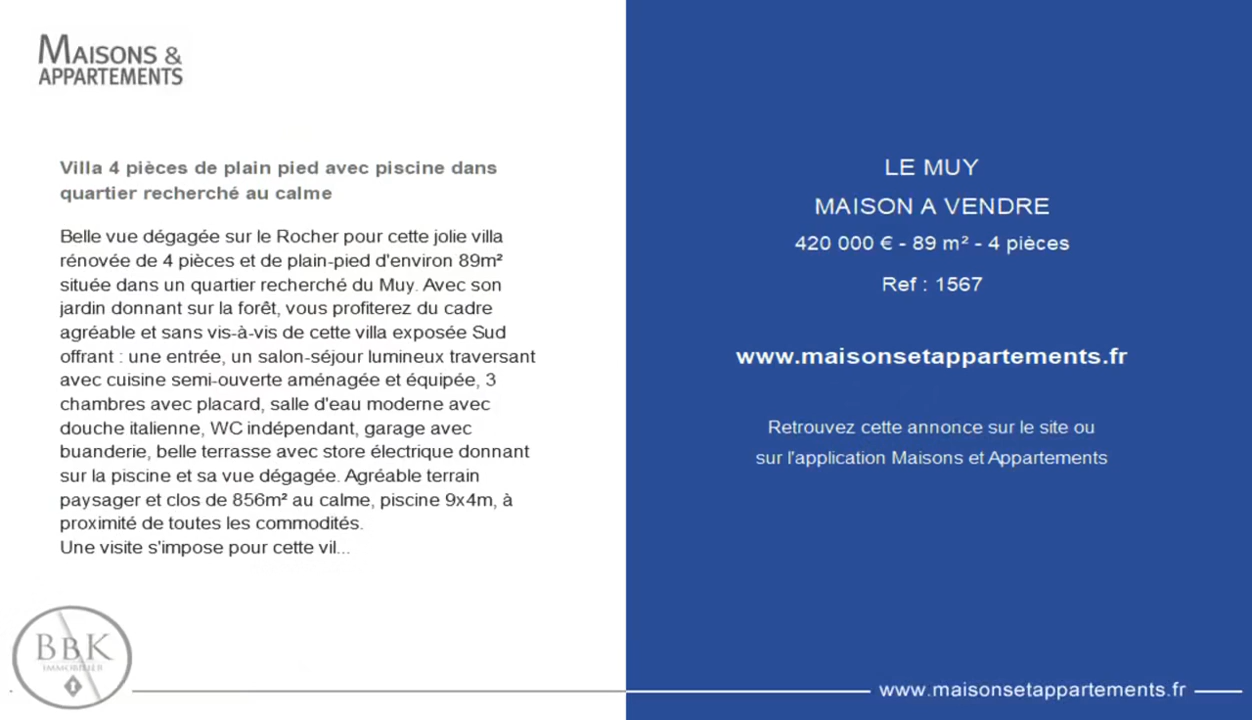 MAISONS &
APPARTEMENTS
Villa 4 pièces de plain pied avec piscine dans
quartier recherché au calme
Belle vue dégagée sur le Rocher pour cette jolie villa
rénovée de 4 pièces et de plain-pied d'environ 89m²
située dans un quartier recherché du Muy. Avec son
jardin donnant sur la forêt, vous profiterez du cadre
agréable et sans vis-à-vis de cette villa exposée Sud
offrant : une entrée, un salon-séjour lumineux traversant
avec cuisine semi-ouverte aménagée et équipée, 3
chambres avec placard, salle d'eau moderne avec
douche italienne, WC indépendant, garage avec
buanderie, belle terrasse avec store électrique donnant
sur la piscine et sa vue dégagée. Agréable terrain
paysager et clos de 856m² au calme, piscine 9x4m, à
proximité de toutes les commodités.
Une visite s'impose pour cette vil...
BBK
IMMOBILIER
LE MUY
MAISON A VENDRE
420 000 € - 89 m² - 4 pièces
Ref : 1567
www.maisonsetappartements.fr
Retrouvez cette annonce sur le site ou
sur l'application Maisons et Appartements
www.maisonsetappartements.fr